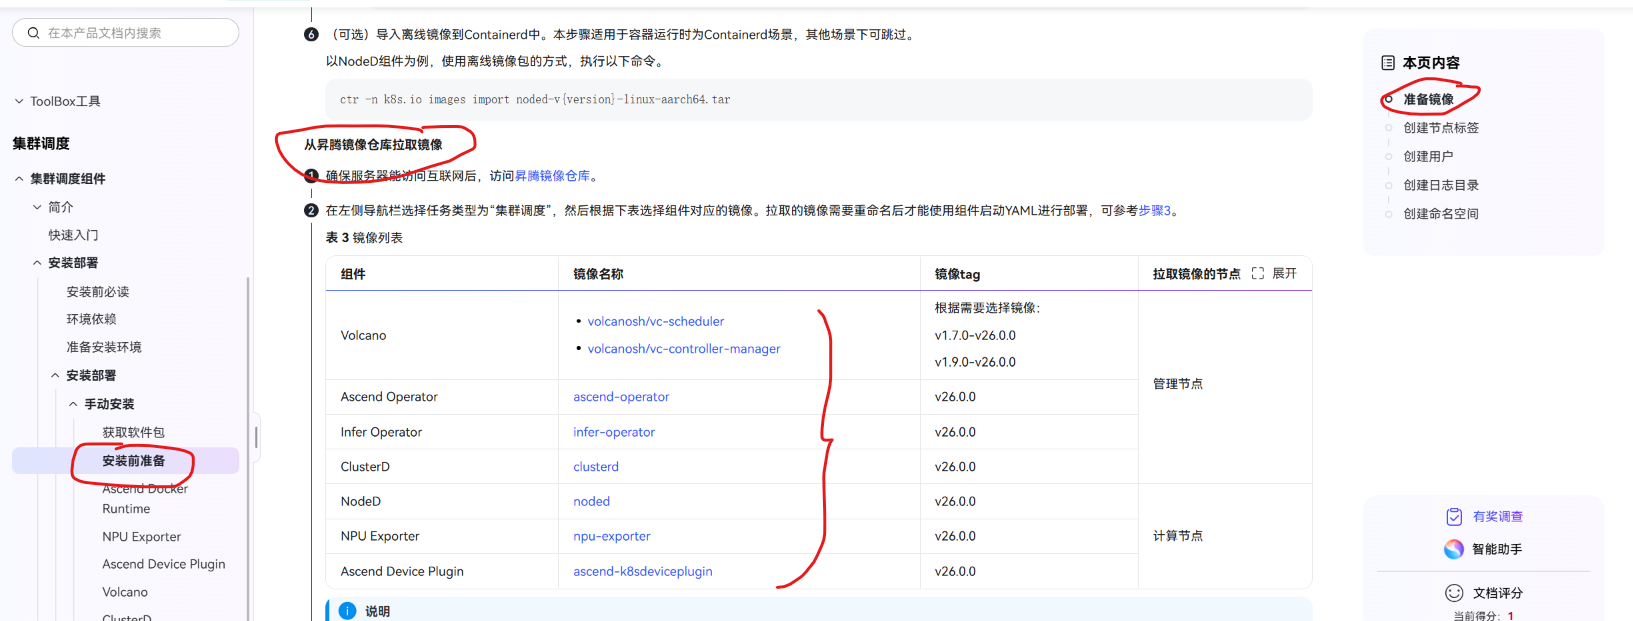 在本产品文档内搜索
ToolBox工具
集群调度
集群调度组件
简介
快速入门
安装部署
安装前必读
环境依赖
准备安装环境
安装部署
手动安装
获取软件包
安装前准备
Ascend Docker
Runtime
NPU Exporter
Ascend Device Plugin
Volcano
ClusterD
6 （可选）导入离线镜像到Containerd中。本步骤适用于容器运行时为Containerd场景，其他场景下可跳过。
以NodeD组件为例，使用离线镜像包的方式，执行以下命令。
ctr -n k8s.io images import noded-v{version}-linux-aarch64.tar
从昇腾镜像仓库拉取镜像
1 确保服务器能访问互联网后，访问昇腾镜像仓库。
2 在左侧导航栏选择任务类型为“集群调度”，然后根据下表选择组件对应的镜像。拉取的镜像需要重命名后才能使用组件启动YAML进行部署，可参考步骤3。
表 3 镜像列表
组件 镜像名称 镜像tag 拉取镜像的节点 展开
Volcano
• volcanosh/vc-scheduler
• volcanosh/vc-controller-manager
根据需要选择镜像：
v1.7.0-v26.0.0
v1.9.0-v26.0.0
管理节点
Ascend Operator ascend-operator v26.0.0
Infer Operator infer-operator v26.0.0
ClusterD clusterd v26.0.0
NodeD noded v26.0.0
NPU Exporter npu-exporter v26.0.0
计算节点
Ascend Device Plugin ascend-k8sdeviceplugin v26.0.0
说明
本页内容
准备镜像
创建节点标签
创建用户
创建日志目录
创建命名空间
有奖调查
智能助手
文档评分
当前得分：1